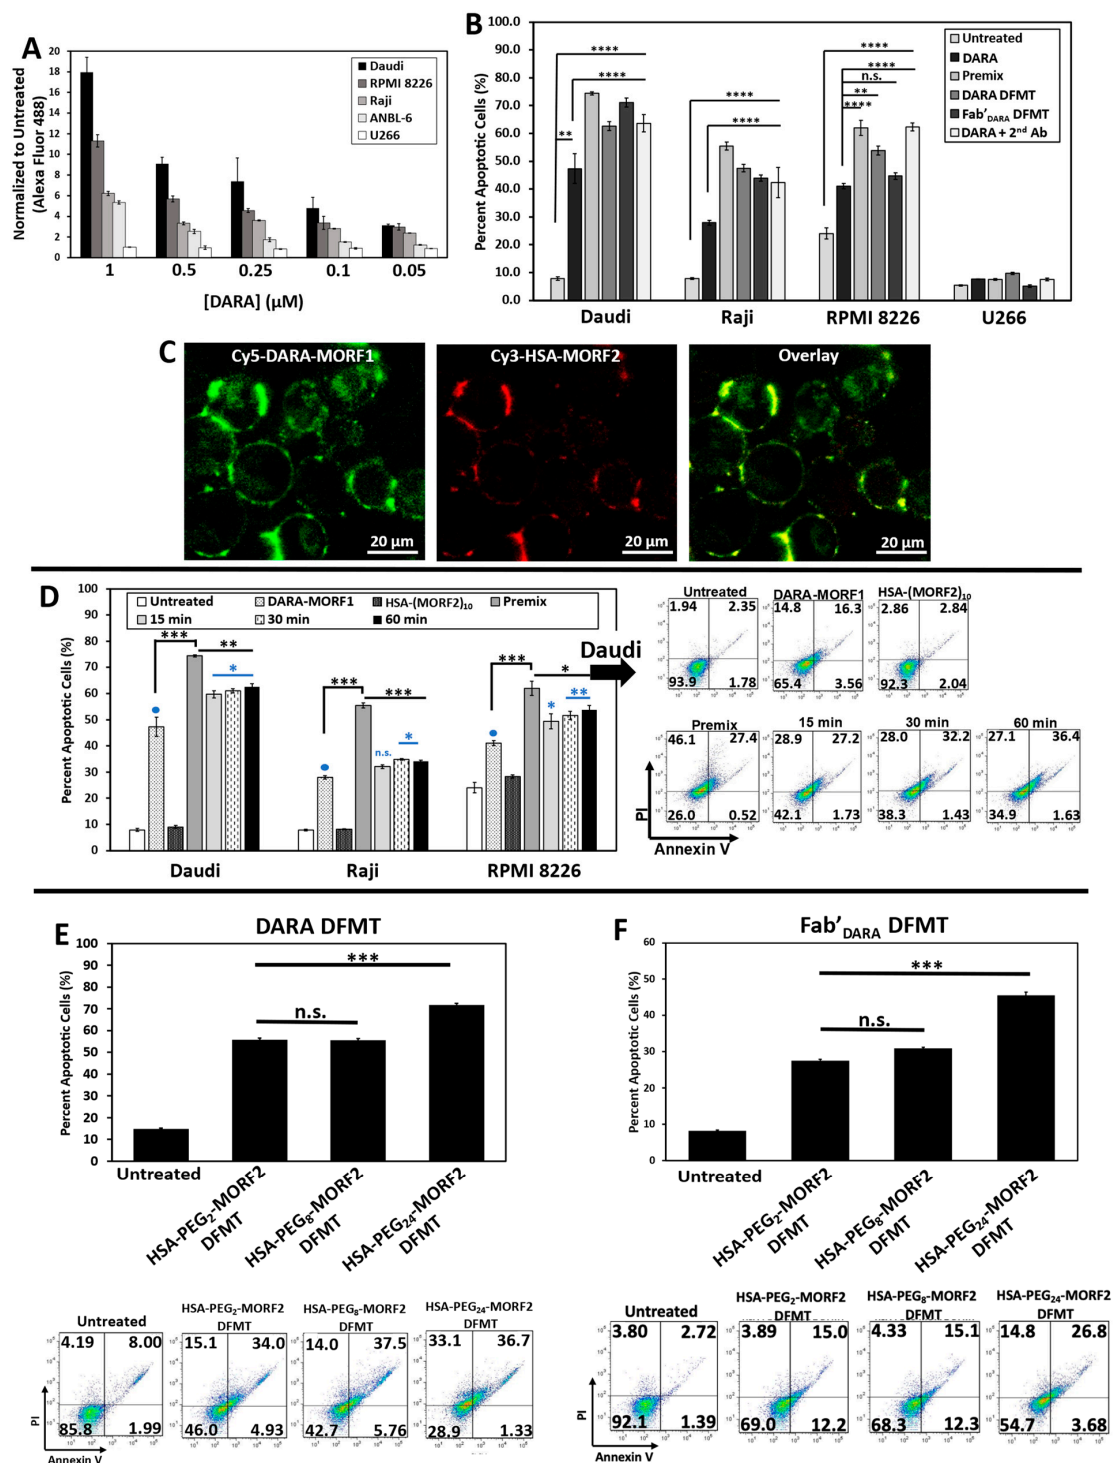 A
Normalized to Untreated
(Alexa Fluor 488)
20
18
16
14
12
10
8
6
4
2
0
Daudi
RPMI 8226
Raji
ANBL-6
U266
1 0.5 0.25 0.1 0.05
[DARA] (μM)
B
Percent Apoptotic Cells (%)
100.0
90.0
80.0
70.0
60.0
50.0
40.0
30.0
20.0
10.0
0.0
Untreated
DARA
Premix
DARA DFMT
Fab'DARA DFMT
DARA + 2nd Ab
****
****
**
****
****
****
****
n.s.
**
****
Daudi Raji RPMI 8226 U266
C
Cy5-DARA-MORF1 Cy3-HSA-MORF2 Overlay
20 μm 20 μm 20 μm
D
Percent Apoptotic Cells (%)
100
90
80
70
60
50
40
30
20
10
0
Untreated DARA-MORF1 HSA-(MORF2)10 Premix
15 min 30 min 60 min
*** ** *
*** *** n.s. *
*** * * **
Daudi Raji RPMI 8226
Daudi
Untreated DARA-MORF1 HSA-(MORF2)10
1.94 2.35 14.8 16.3 2.86 2.84
93.9 1.78 65.4 3.56 92.3 2.04
Premix 15 min 30 min 60 min
46.1 27.4 28.9 27.2 28.0 32.2 27.1 36.4
26.0 0.52 42.1 1.73 38.3 1.43 34.9 1.63
PI
Annexin V
E
DARA DFMT
Percent Apoptotic Cells (%)
100
90
80
70
60
50
40
30
20
10
0
***
n.s.
Untreated
HSA-PEG2-MORF2
DFMT
HSA-PEG8-MORF2
DFMT
HSA-PEG24-MORF2
DFMT
Untreated HSA-PEG2-MORF2 HSA-PEG8-MORF2 HSA-PEG24-MORF2
DFMT DFMT DFMT
4.19 8.00 15.1 34.0 14.0 37.5 33.1 36.7
85.8 1.99 46.0 4.93 42.7 5.76 28.9 1.33
PI
Annexin V
F
Fab'DARA DFMT
Percent Apoptotic Cells (%)
60
50
40
30
20
10
0
***
n.s.
Untreated
HSA-PEG2-MORF2
DFMT
HSA-PEG8-MORF2
DFMT
HSA-PEG24-MORF2
DFMT
Untreated HSA-PEG2-MORF2 HSA-PEG8-MORF2 HSA-PEG24-MORF2
DFMT DFMT DFMT
3.80 2.72 3.89 15.0 4.33 15.1 14.8 26.8
92.1 1.39 69.0 12.2 68.3 12.3 54.7 3.68
PI
Annexin V